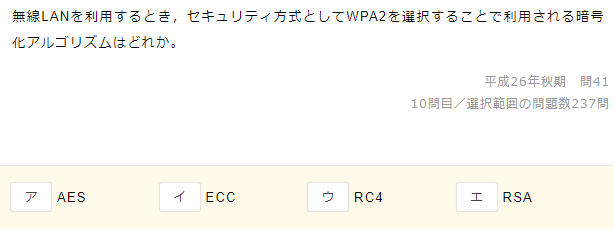 無線LANを利用するとき，セキュリティ方式としてWPA2を選択することで利用される暗号
化アルゴリズムはどれか。
平成26年秋期　問41
10問目／選択範囲の問題数237問
ア AES イ ECC ウ RC4 エ RSA